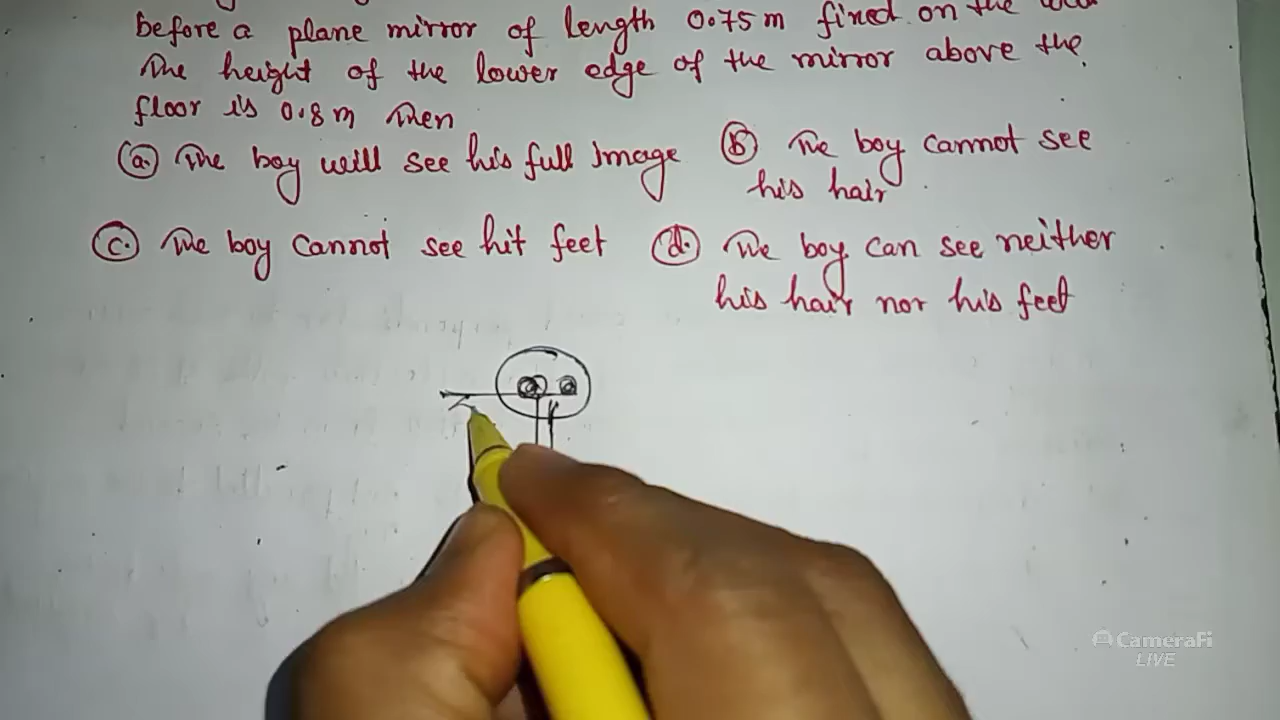 before a plane mirror of length 0.75m fixed on the
The height of the lower edge of the mirror above the
floor is 0.8m Then
(a.) The boy will see his full Image
(b) The boy cannot see
his hair
(c.) The boy cannot see hit feet
(d.) The boy can see neither
his hair nor his feet
CameraFi
LIVE